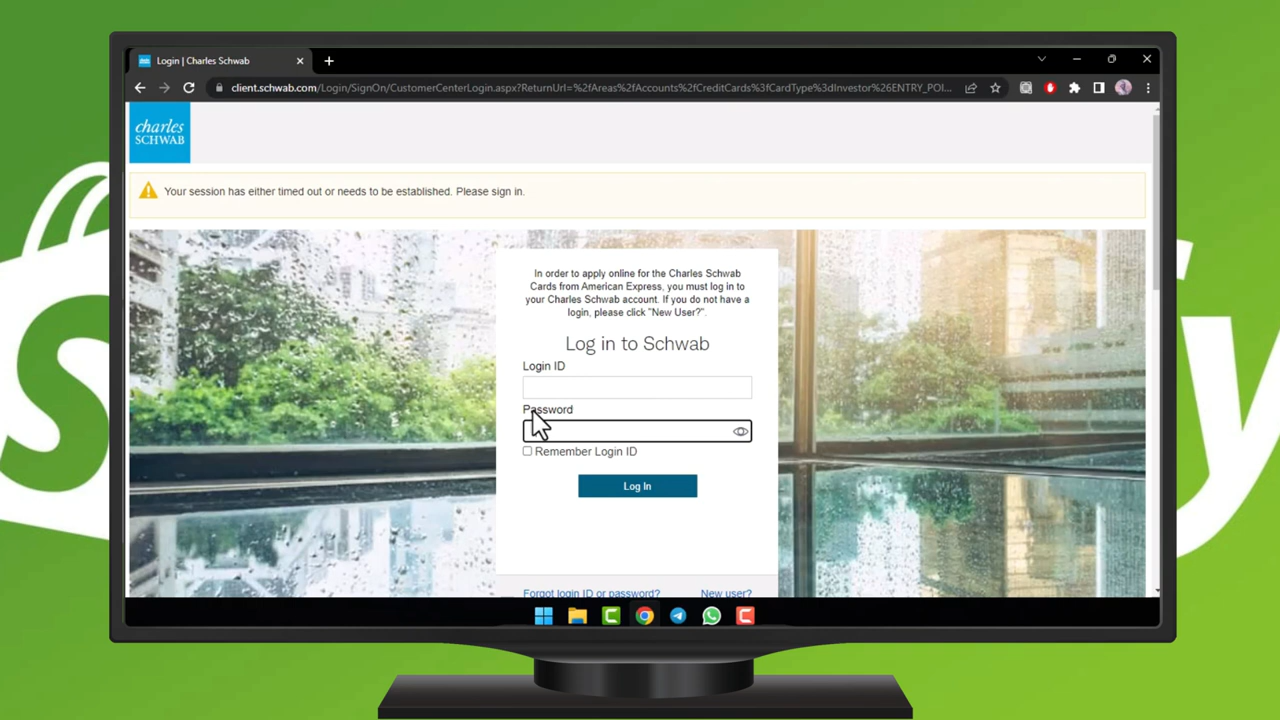 Login | Charles Schwab
client.schwab.com/Login/SignOn/CustomerCenterLogin.aspx?ReturnUrl=%2fAreas%2fAccounts%2fCreditCards%3fCardType%3dInvestor%26ENTRY_POI...
charles
SCHWAB
Your session has either timed out or needs to be established. Please sign in.
In order to apply online for the Charles Schwab
Cards from American Express, you must log in to
your Charles Schwab account. If you do not have a
login, please click "New User?".
Log in to Schwab
Login ID
Password
Remember Login ID
Log In
Forgot login ID or password?
New user?